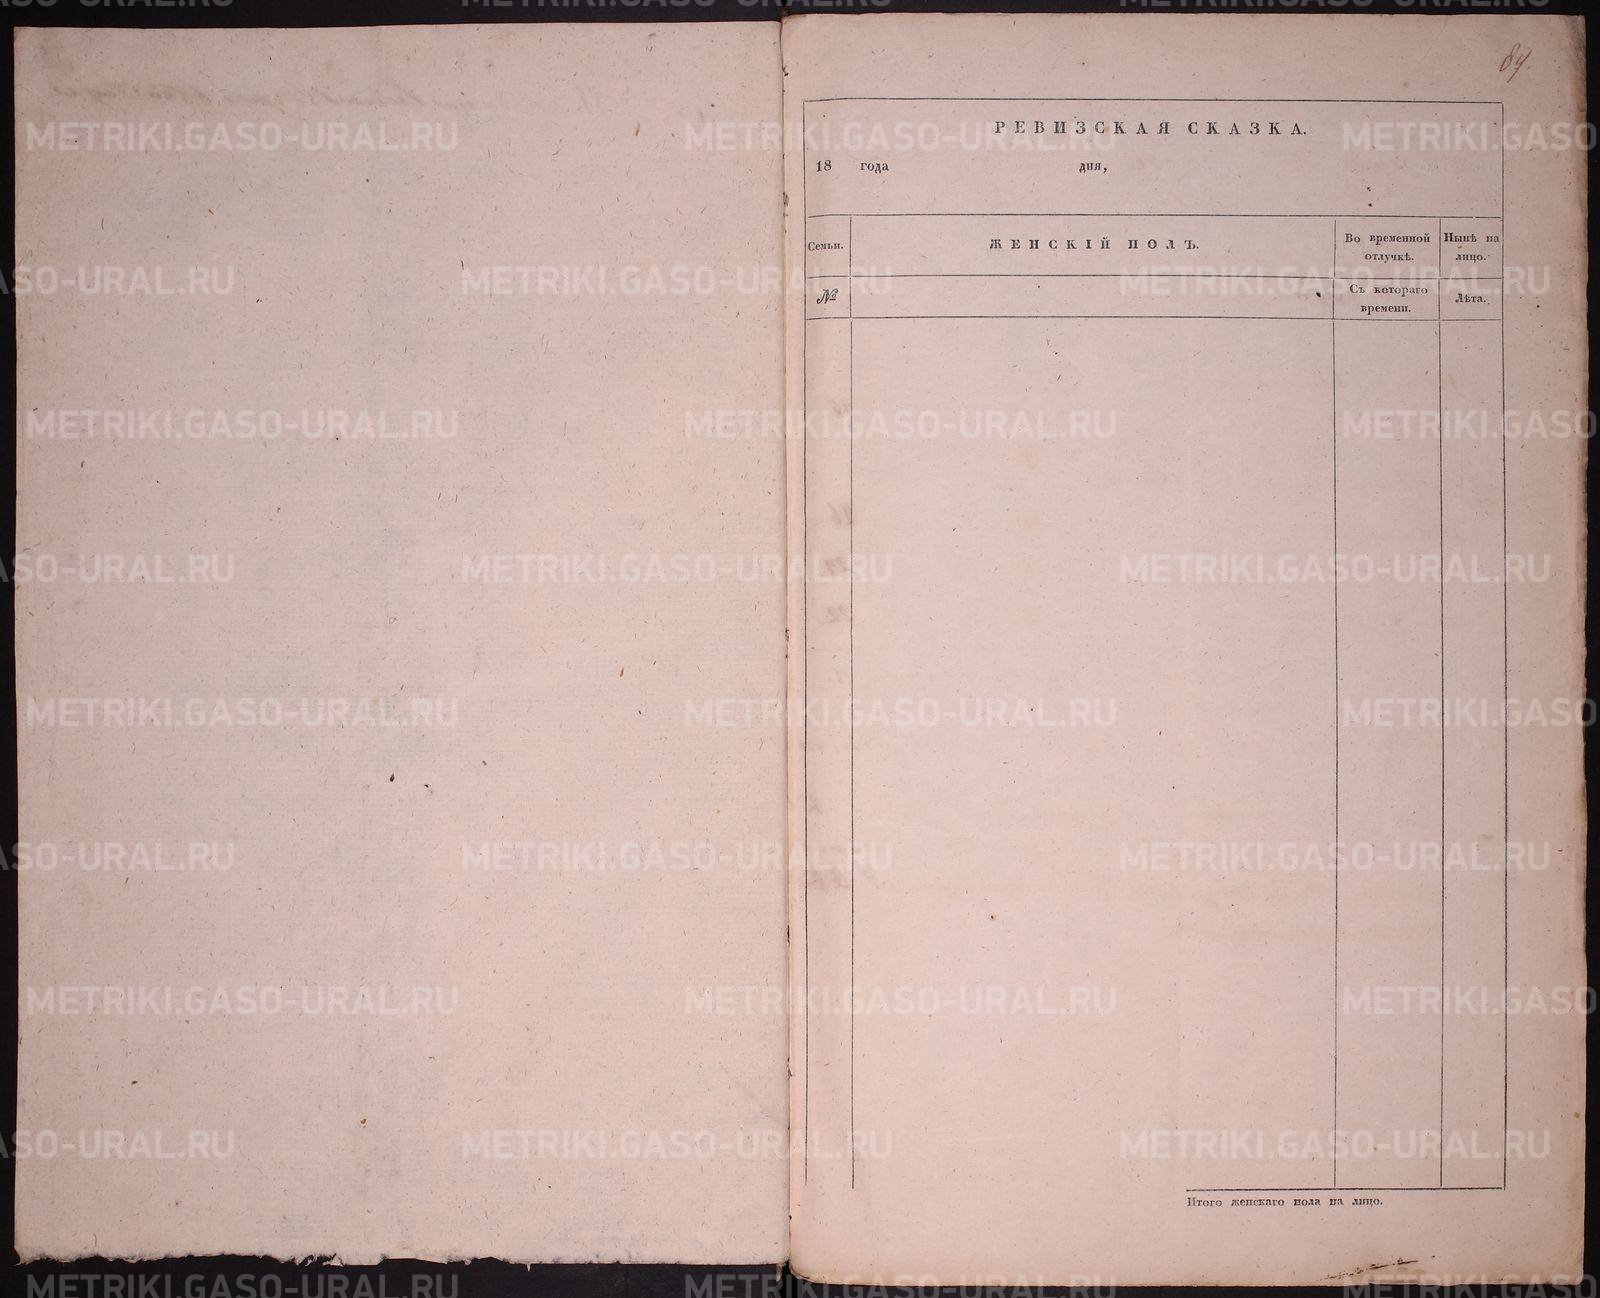 84.
РЕВИЗСКАЯ СКАЗКА.
18 года дня,
Семьи.
ЖЕНСКІЙ ПОЛЪ.
Во временной отлучкѣ.
Нынѣ на лицо.
№
Съ котораго времени.
Лѣта.
Итого женскаго пола на лицо.
METRIKI.GASO-URAL.RU